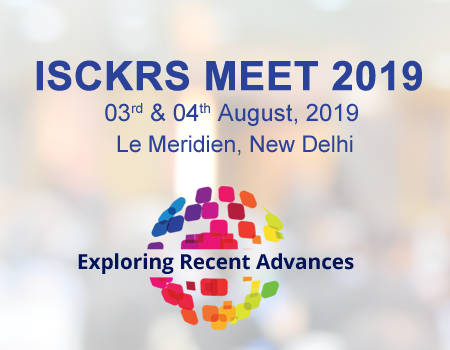 ISCKRS MEET 2019
03rd & 04th August, 2019
Le Meridien, New Delhi
Exploring Recent Advances